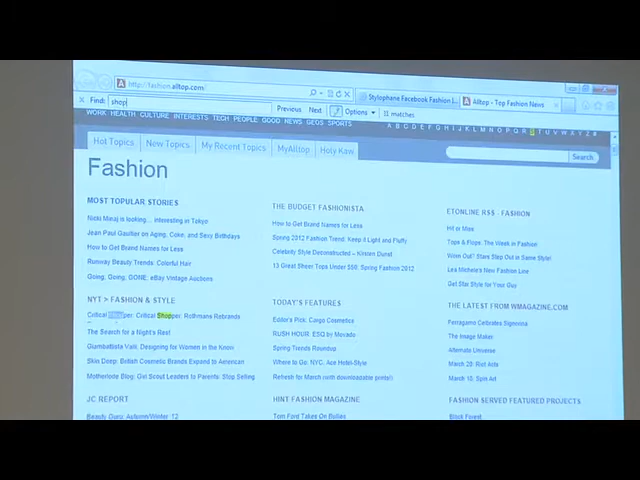 http://fashion.alltop.com/
Stylophane Facebook Fashion I...
Alltop - Top Fashion News
Find: shop
Previous Next Options 31 matches
WORK HEALTH CULTURE INTERESTS TECH PEOPLE GOOD NEWS GEOS SPORTS
A B C D E F G H I J K L M N O P Q R S T U V W X Y Z #
Hot Topics New Topics My Recent Topics MyAlltop Holy Kaw
Search
Fashion
MOST TOPULAR STORIES
Nicki Minaj is looking... interesting in Tokyo
Jean Paul Gaultier on Aging, Coke, and Sexy Birthdays
How to Get Brand Names for Less
Runway Beauty Trends: Colorful Hair
Going, Going, GONE: eBay Vintage Auctions
THE BUDGET FASHIONISTA
How to Get Brand Names for Less
Spring 2012 Fashion Trend: Keep it Light and Fluffy
Celebrity Style Deconstructed – Kirsten Dunst
13 Great Sheer Tops Under $50: Spring Fashion 2012
ETONLINE RSS - FASHION
Hit or Miss
Tops & Flops: The Week in Fashion!
Worn Out? Stars Step Out in Same Style!
Lea Michele's New Fashion Line
Get Star Style for Your Guy
NYT > FASHION & STYLE
Critical Shopper: Critical Shopper: Rothmans Rebrands
The Search for a Night's Rest
Giambattista Valli: Designing for Women in the Know
Skin Deep: British Cosmetic Brands Expand to American
Motherlode Blog: Girl Scout Leaders to Parents: Stop Selling
TODAY'S FEATURES
Editor's Pick: Cargo Cosmetics
RUSH HOUR: ESQ by Movado
Spring Trends Roundup
Where to Go: NYC, Ace Hotel-Style
Refresh for March (with downloadable prints!)
THE LATEST FROM WMAGAZINE.COM
Ferragamo Celebrates Signorina
The Image Maker
Alternate Universe
March 20: Riot Acts
March 10: Spin Art
JC REPORT
Beauty Guru: Autumn/Winter '12
HINT FASHION MAGAZINE
Tom Ford Takes On Bullies
FASHION SERVED FEATURED PROJECTS
Black Forest